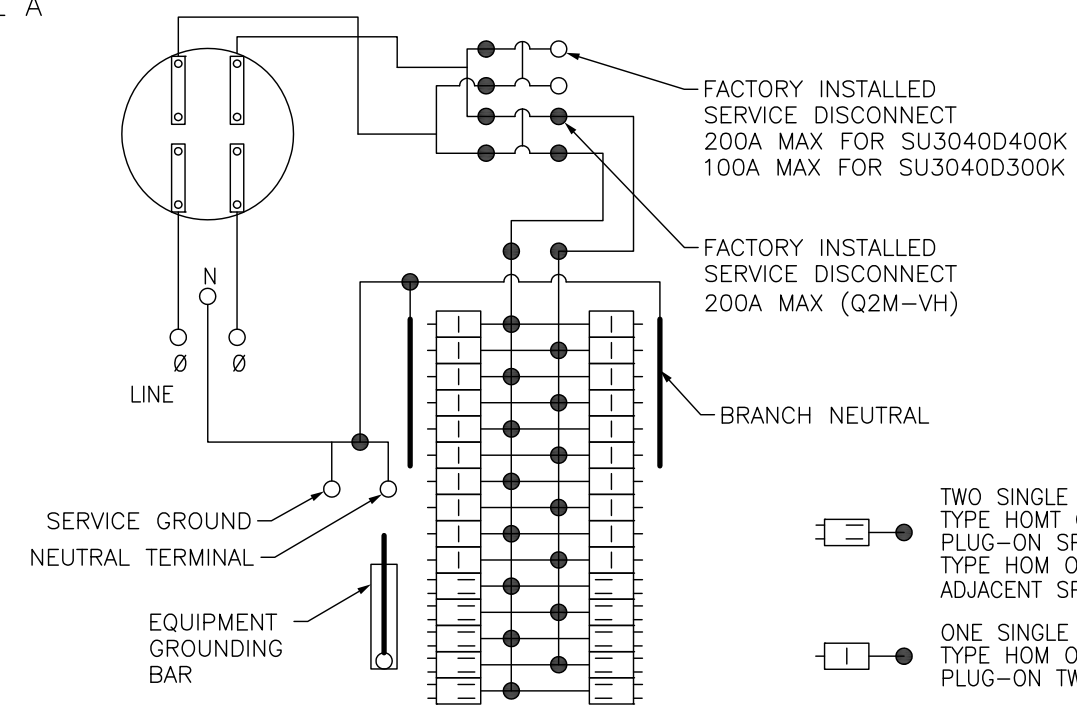 A
FACTORY INSTALLED
SERVICE DISCONNECT
200A MAX FOR SU3040D400K
100A MAX FOR SU3040D300K
FACTORY INSTALLED
SERVICE DISCONNECT
200A MAX (Q2M-VH)
N
Ø Ø
LINE
BRANCH NEUTRAL
SERVICE GROUND
NEUTRAL TERMINAL
EQUIPMENT
GROUNDING
BAR
TWO SINGLE
TYPE HOMT
PLUG-ON
TYPE HOM
ADJACENT
ONE SINGLE
TYPE HOM
PLUG-ON